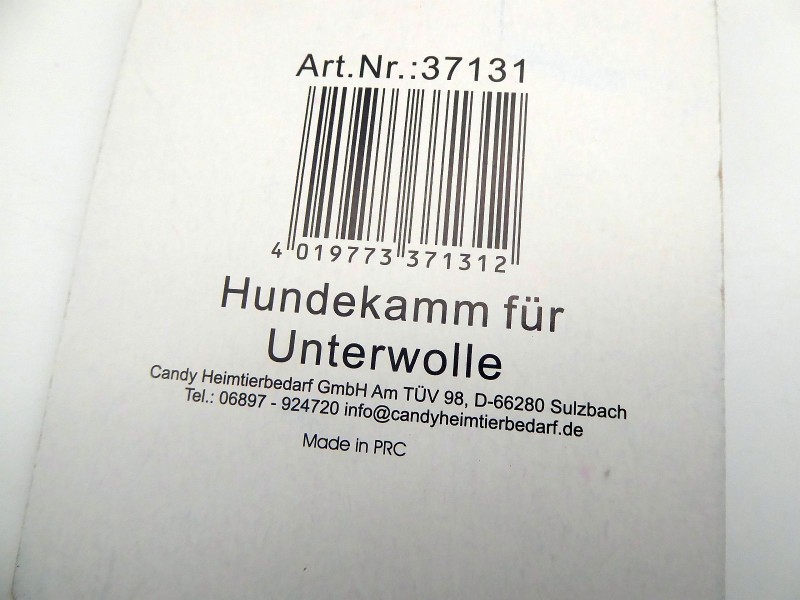 Art.Nr.:37131
4 019773 371312
Hundekamm für
Unterwolle
Candy Heimtierbedarf GmbH Am TÜV 98, D-66280 Sulzbach
Tel.: 06897 - 924720 info@candyheimtierbedarf.de
Made in PRC